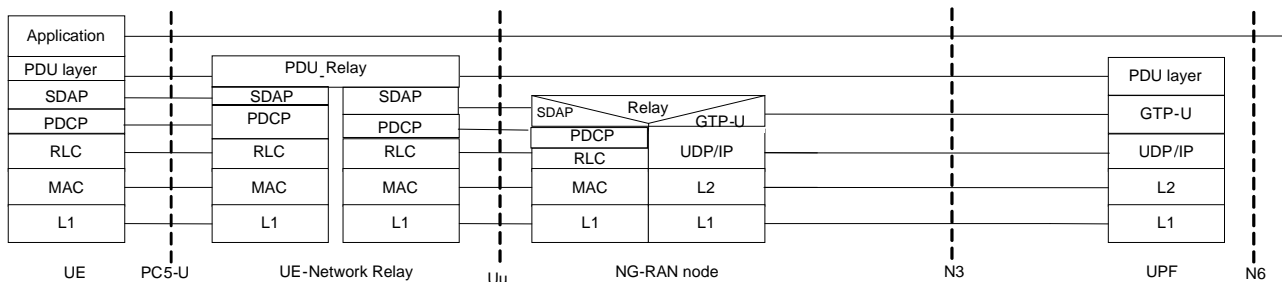 Application
PDU layer
SDAP
PDCP
RLC
MAC
L1
UE
PC5-U
PDU_Relay
SDAP
PDCP
RLC
MAC
L1
SDAP
PDCP
RLC
MAC
L1
UE-Network Relay
Uu
SDAP
Relay
GTP-U
PDCP
RLC
MAC
L1
UDP/IP
L2
L1
NG-RAN node
N3
PDU layer
GTP-U
UDP/IP
L2
L1
UPF
N6